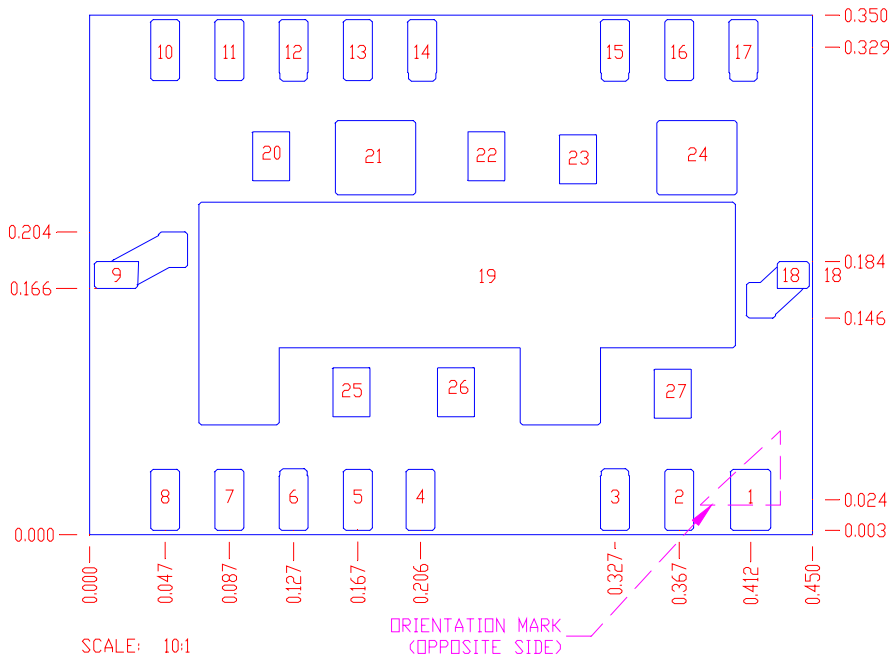 0.350
10 11 12 13 14 15 16 17
0.329
20 21 22 23 24
0.204
9 19 18 18
0.184
0.166
0.146
25 26 27
8 7 6 5 4 3 2 1
0.024
0.000
0.003
0.000 0.047 0.087 0.127 0.167 0.206 0.327 0.367 0.412 0.450
ORIENTATION MARK
(OPPOSITE SIDE)
SCALE: 10:1